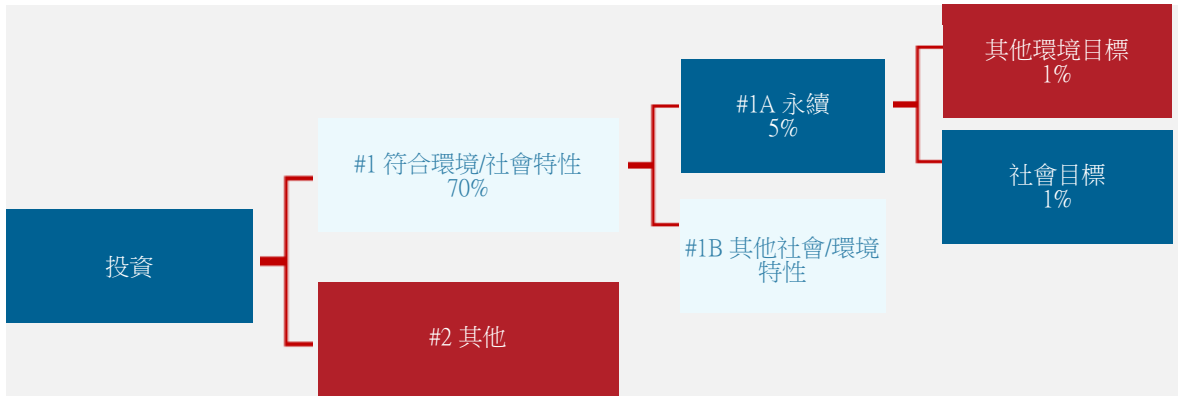 投資
#1 符合環境/社會特性
70%
#2 其他
#1A 永續
5%
#1B 其他社會/環境
特性
其他環境目標
1%
社會目標
1%